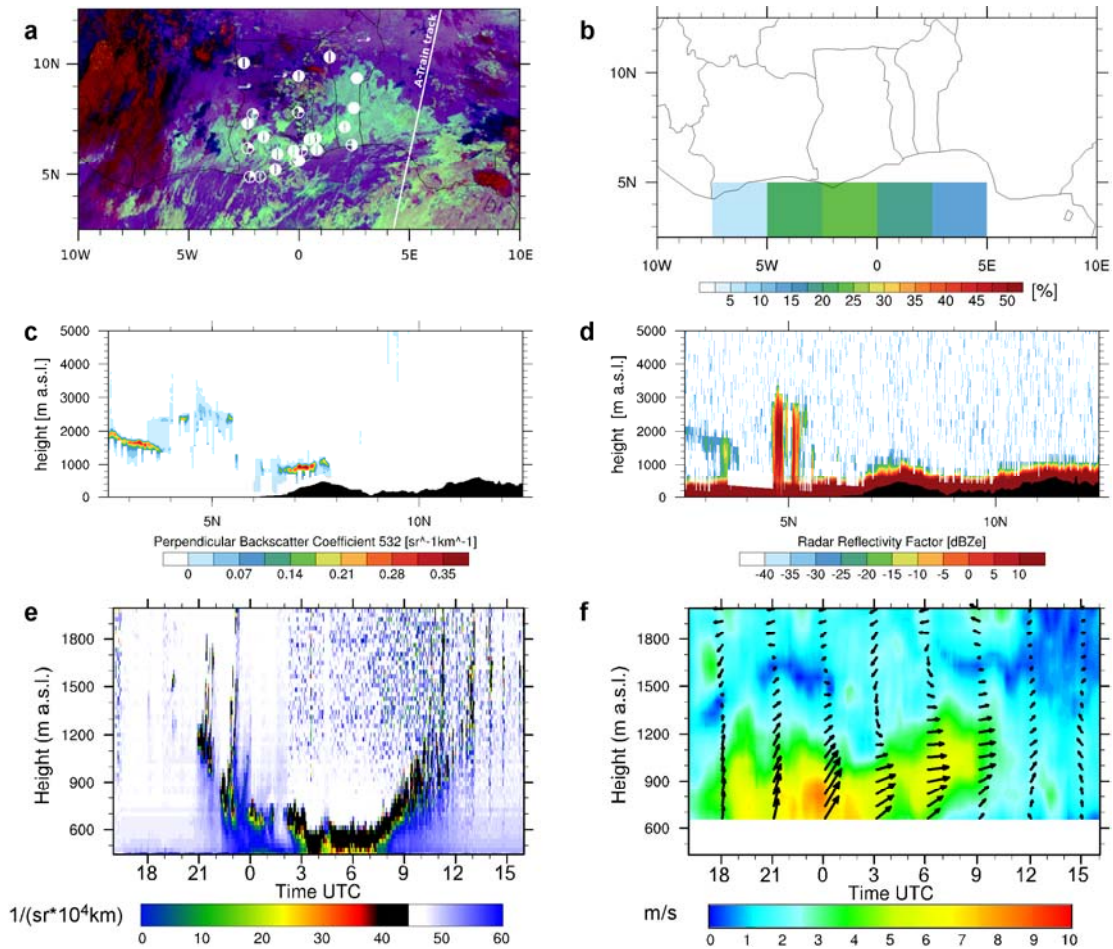 a
A-Train track
10N
5N
10W 5W 0 5E 10E
b
10N
5N
10W 5W 0 5E 10E
5 10 15 20 25 30 35 40 45 50 [%]
c
5000
4000
3000
2000
1000
0
height [m a.s.l.]
5N 10N
Perpendicular Backscatter Coefficient 532 [sr^-1km^-1]
0 0.07 0.14 0.21 0.28 0.35
d
5000
4000
3000
2000
1000
0
height [m a.s.l.]
5N 10N
Radar Reflectivity Factor [dBZe]
-40 -35 -30 -25 -20 -15 -10 -5 0 5 10
e
1800
1500
1200
900
600
Height (m a.s.l.)
18 21 0 3 6 9 12 15
Time UTC
1/(sr*10⁴km)
0 10 20 30 40 50 60
f
1800
1500
1200
900
600
Height (m a.s.l.)
18 21 0 3 6 9 12 15
Time UTC
m/s
0 1 2 3 4 5 6 7 8 9 10